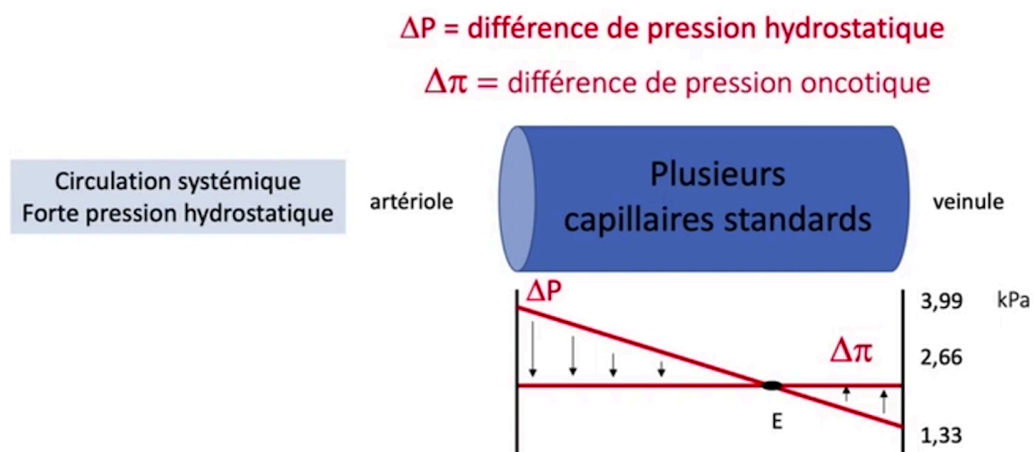 ΔP = différence de pression hydrostatique
Δπ = différence de pression oncotique
Circulation systémique
Forte pression hydrostatique
artériole
Plusieurs
capillaires standards
veinule
ΔP
3,99 kPa
Δπ
2,66
E
1,33